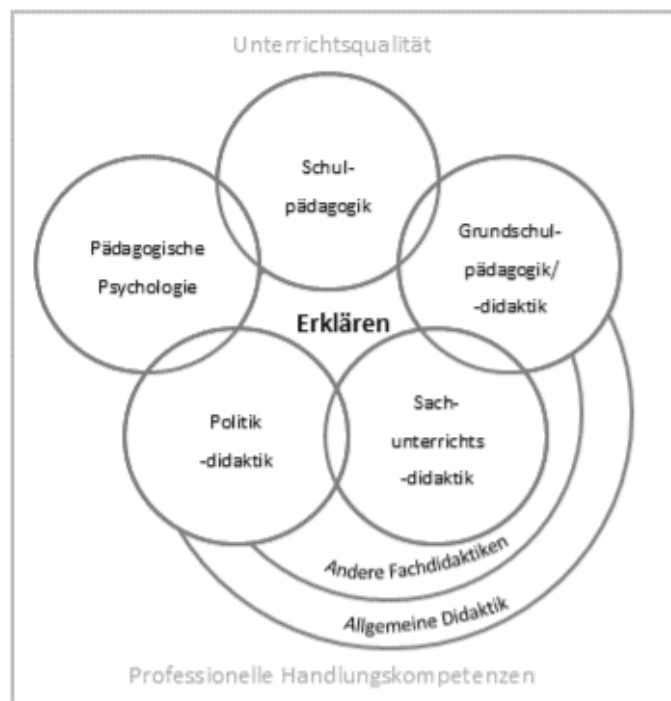 Unterrichtsqualität
Schul-
pädagogik
Pädagogische
Psychologie
Grundschul-
pädagogik/
-didaktik
Erklären
Politik
-didaktik
Sach-
unterrichts
-didaktik
Andere Fachdidaktiken
Allgemeine Didaktik
Professionelle Handlungskompetenzen